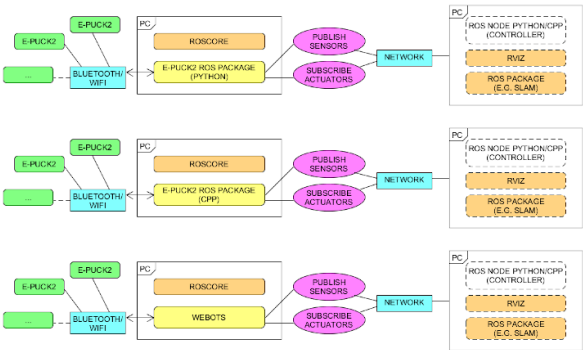 E-PUCK2
E-PUCK2
...
BLUETOOTH/
WIFI
PC
ROSCORE
E-PUCK2 ROS PACKAGE
(PYTHON)
PUBLISH
SENSORS
SUBSCRIBE
ACTUATORS
NETWORK
PC
ROS NODE PYTHON/CPP
(CONTROLLER)
RVIZ
ROS PACKAGE
(E.G. SLAM)
E-PUCK2
E-PUCK2
...
BLUETOOTH/
WIFI
PC
ROSCORE
E-PUCK2 ROS PACKAGE
(CPP)
PUBLISH
SENSORS
SUBSCRIBE
ACTUATORS
NETWORK
PC
ROS NODE PYTHON/CPP
(CONTROLLER)
RVIZ
ROS PACKAGE
(E.G. SLAM)
E-PUCK2
E-PUCK2
...
BLUETOOTH/
WIFI
PC
ROSCORE
WEBOTS
PUBLISH
SENSORS
SUBSCRIBE
ACTUATORS
NETWORK
PC
ROS NODE PYTHON/CPP
(CONTROLLER)
RVIZ
ROS PACKAGE
(E.G. SLAM)